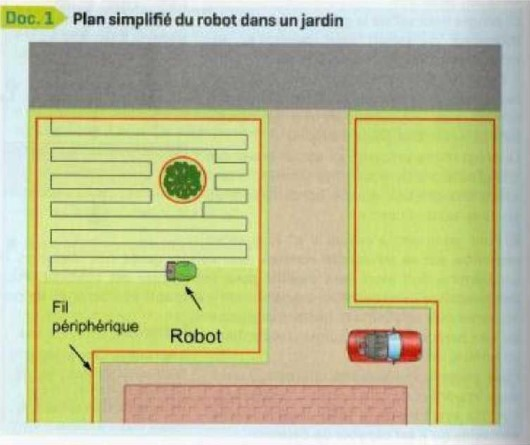 Doc. 1 Plan simplifié du robot dans un jardin
Fil
périphérique
Robot